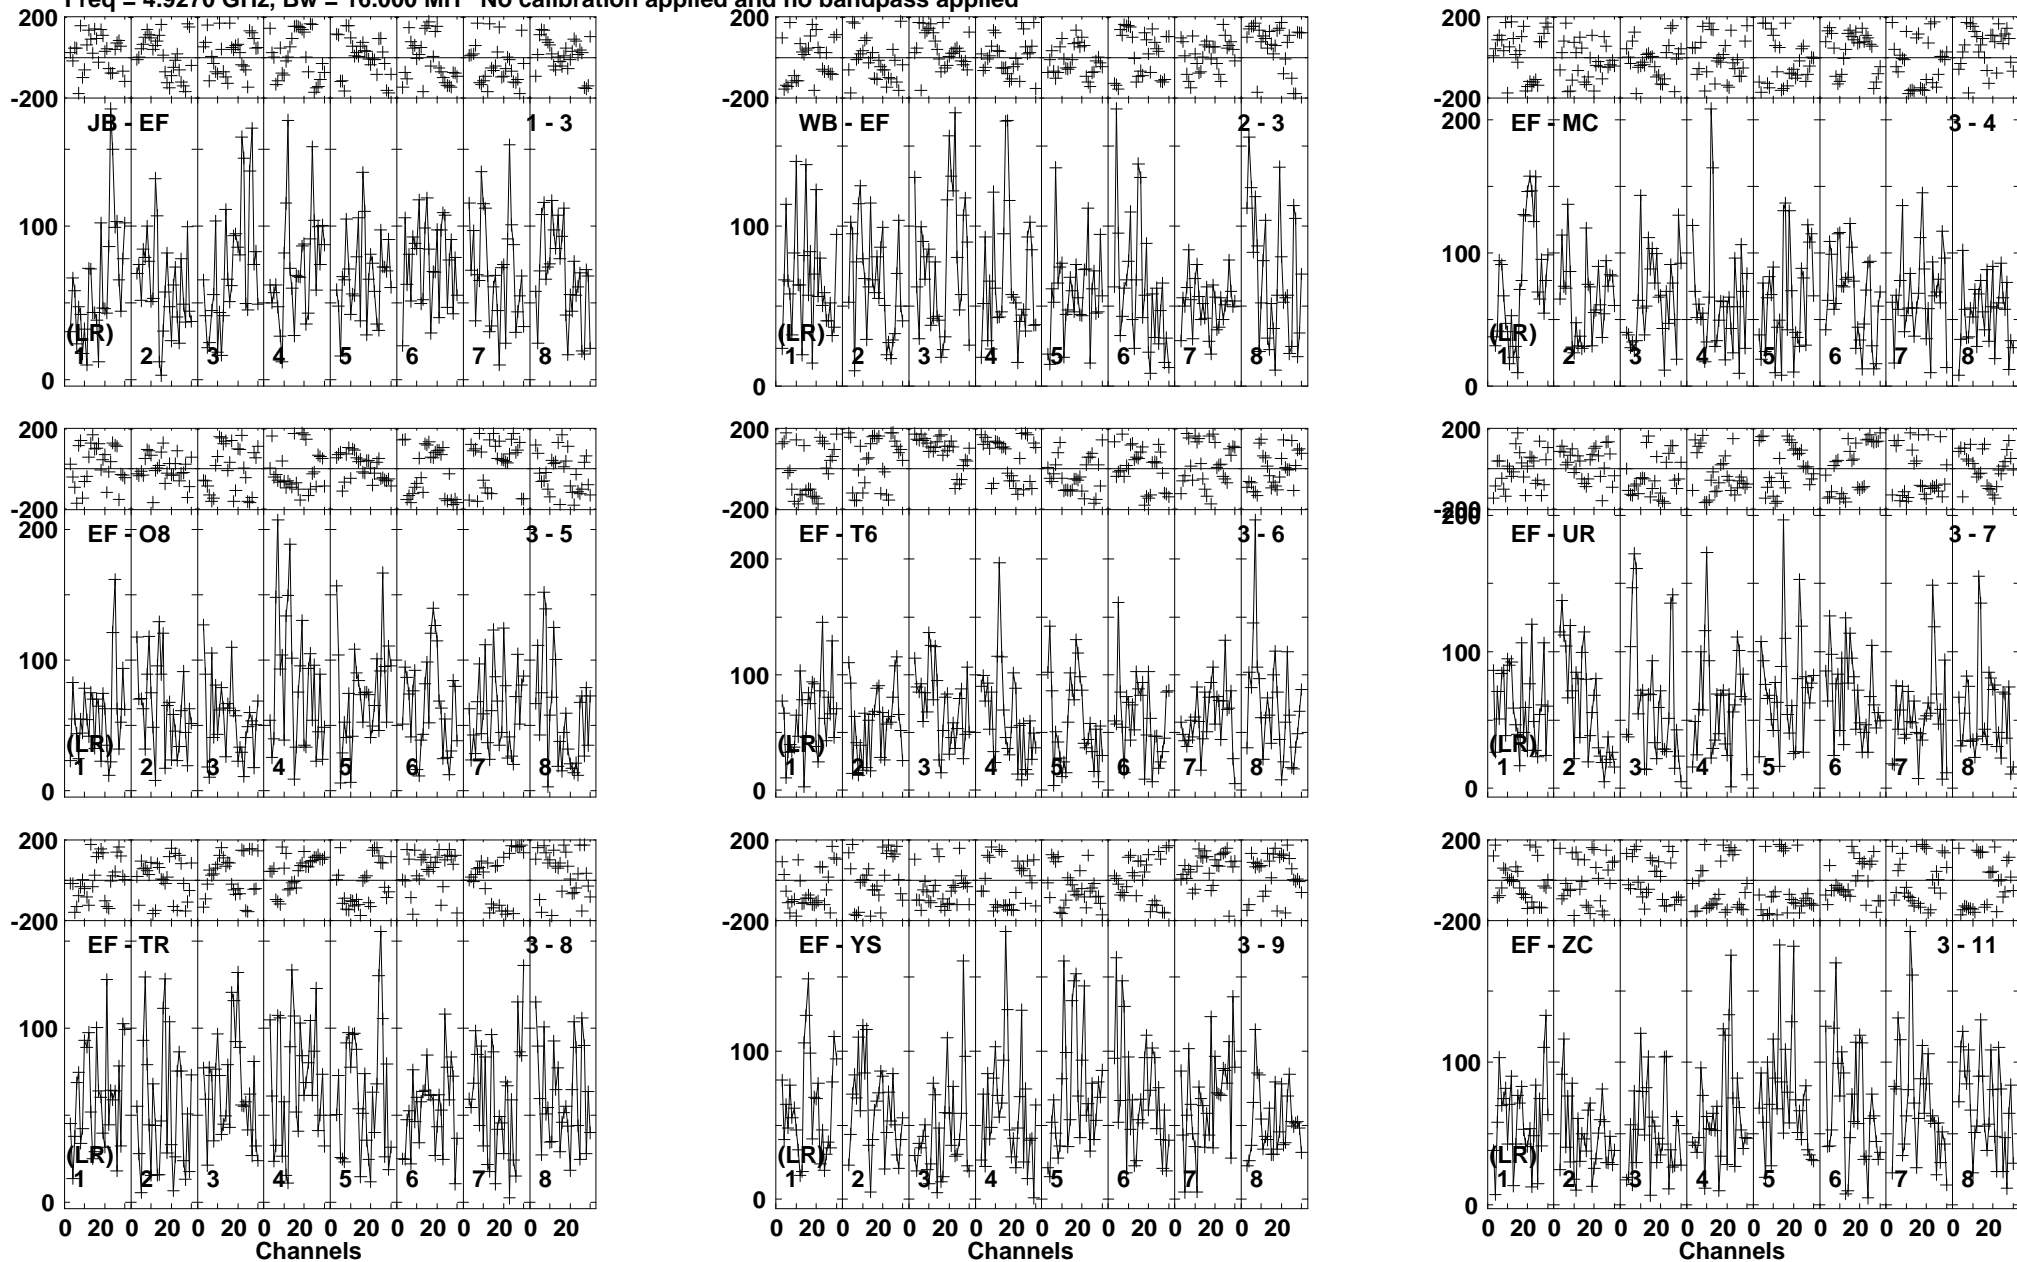 Freq = 4.9270 GHz, Bw = 16.000 MH No calibration applied and no bandpass applied
200 200 200
-200 -200 -200
JB - EF 1 - 3 WB - EF 2 - 3 EF - MC 3 - 4
200
100 100 100
(LR) (LR) (LR)
1 2 3 4 5 6 7 8 1 2 3 4 5 6 7 8 1 2 3 4 5 6 7 8
0 0 0
200 200 200
-200 -200 -200
200 200
EF - O8 3 - 5 EF - T6 3 - 6 EF - UR 3 - 7
200
100 100 100
(LR) (LR) (LR)
1 2 3 4 5 6 7 8 1 2 3 4 5 6 7 8 1 2 3 4 5 6 7 8
0 0 0
200 200 200
-200 -200 -200
EF - TR 3 - 8 EF - YS 3 - 9 EF - ZC 3 - 11
100 100 100
(LR) (LR) (LR)
1 2 3 4 5 6 7 8 1 2 3 4 5 6 7 8 1 2 3 4 5 6 7 8
0 0 0
0 20 0 20 0 20 0 20 0 20 0 20 0 20 0 20 0 20 0 20 0 20 0 20 0 20 0 20 0 20 0 20 0 20 0 20 0 20 0 20 0 20 0 20 0 20 0 20
Channels Channels Channels